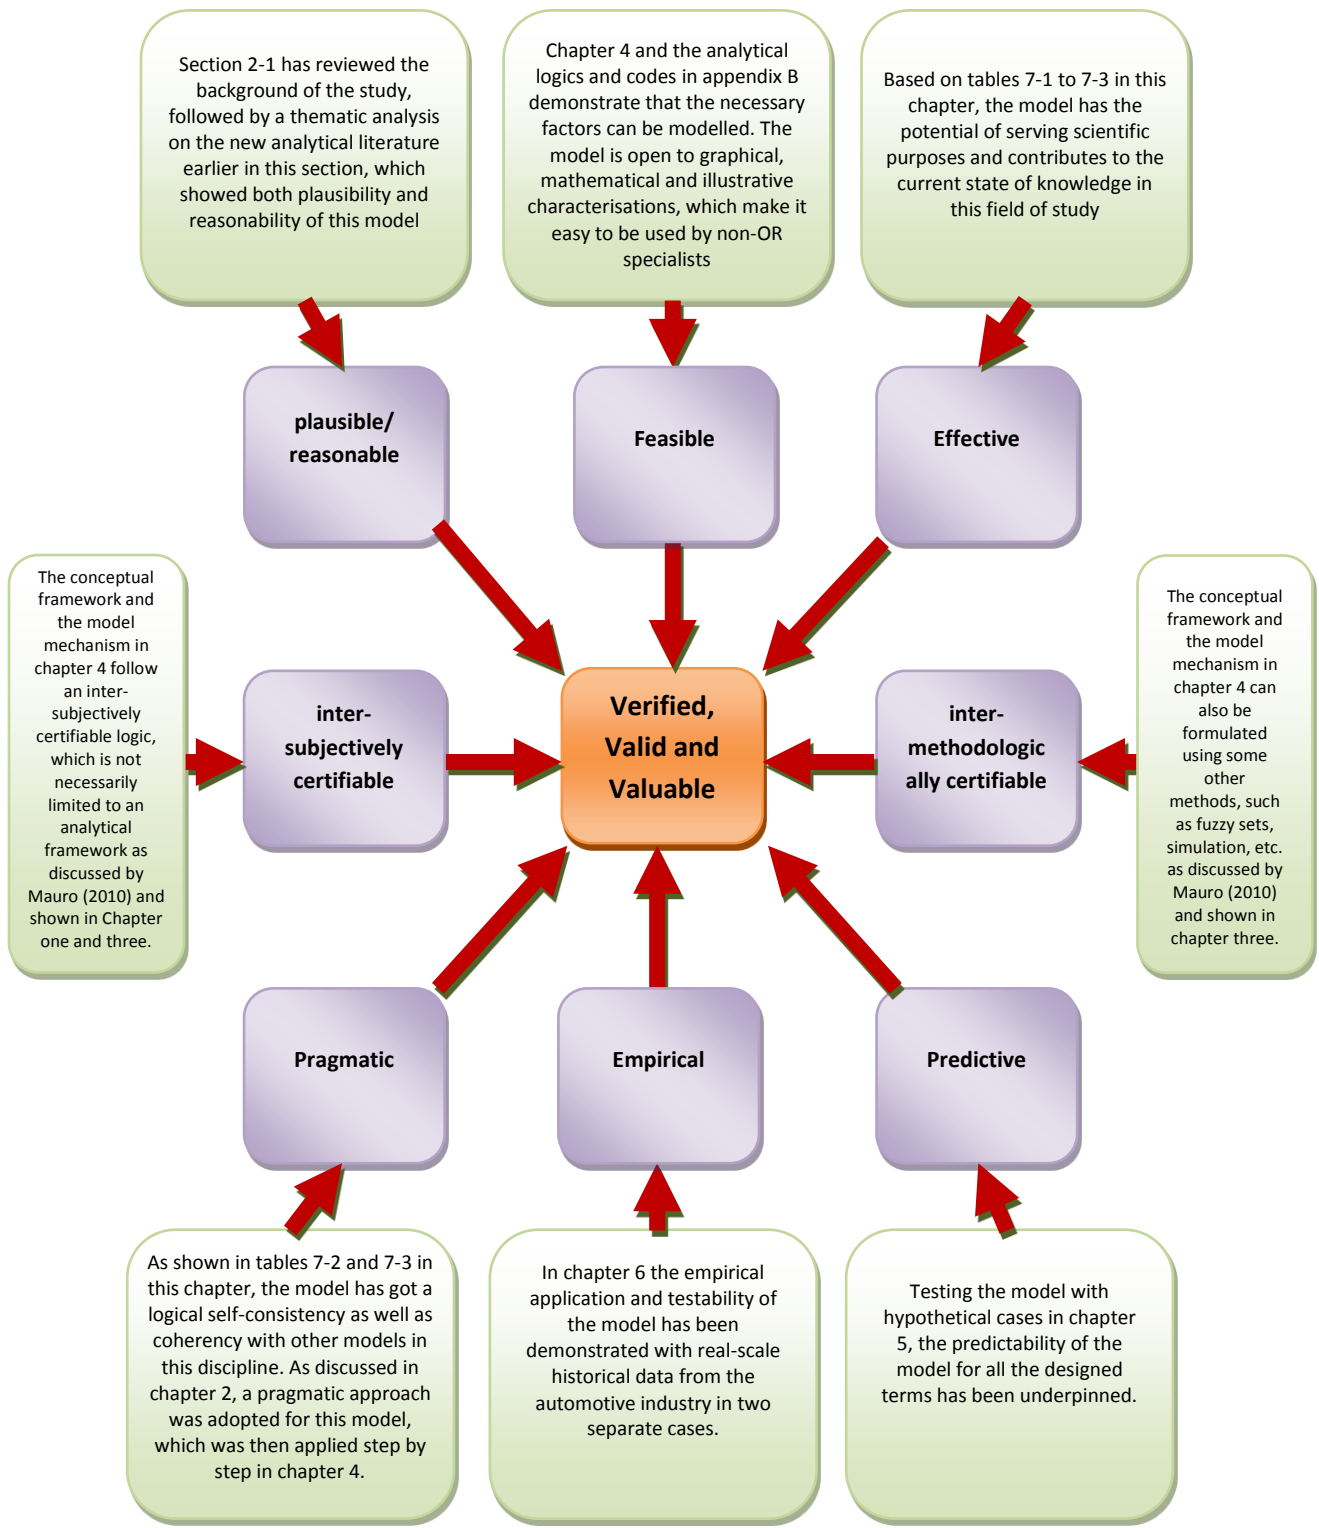 Section 2-1 has reviewed the
background of the study,
followed by a thematic analysis
on the new analytical literature
earlier in this section, which
showed both plausibility and
reasonability of this model
Chapter 4 and the analytical
logics and codes in appendix B
demonstrate that the necessary
factors can be modelled. The
model is open to graphical,
mathematical and illustrative
characterisations, which make it
easy to be used by non-OR
specialists
Based on tables 7-1 to 7-3 in this
chapter, the model has the
potential of serving scientific
purposes and contributes to the
current state of knowledge in
this field of study
plausible/
reasonable
Feasible
Effective
The conceptual
framework and
the model
mechanism in
chapter 4 follow
an inter-
subjectively
certifiable logic,
which is not
necessarily
limited to an
analytical
framework as
discussed by
Mauro (2010) and
shown in Chapter
one and three.
inter-
subjectively
certifiable
Verified,
Valid and
Valuable
inter-
methodologic
ally certifiable
The conceptual
framework and
the model
mechanism in
chapter 4 can
also be
formulated
using some
other
methods, such
as fuzzy sets,
simulation, etc.
as discussed by
Mauro (2010)
and shown in
chapter three.
Pragmatic
Empirical
Predictive
As shown in tables 7-2 and 7-3 in
this chapter, the model has got a
logical self-consistency as well as
coherency with other models in
this discipline. As discussed in
chapter 2, a pragmatic approach
was adopted for this model,
which was then applied step by
step in chapter 4.
In chapter 6 the empirical
application and testability of
the model has been
demonstrated with real-scale
historical data from the
automotive industry in two
separate cases.
Testing the model with
hypothetical cases in chapter
5, the predictability of the
model for all the designed
terms has been underpinned.